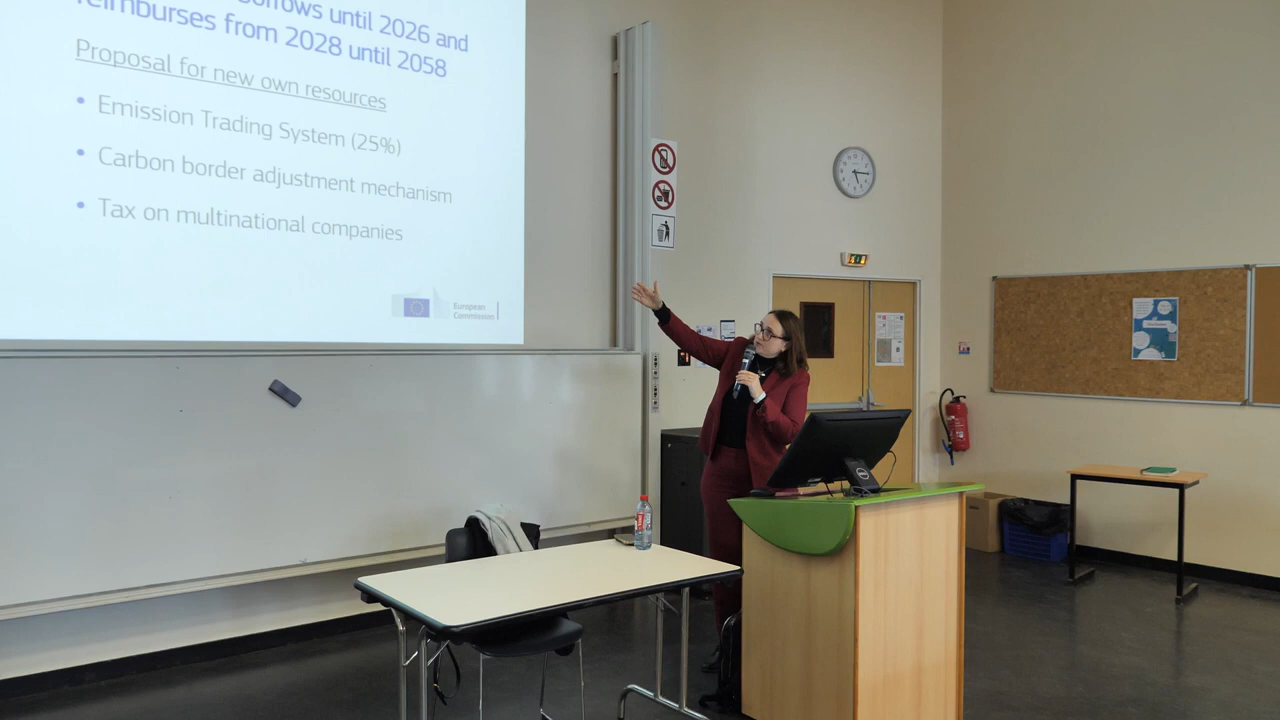 until 2026 and
reimburses from 2028 until 2058
Proposal for new own resources
• Emission Trading System (25%)
• Carbon border adjustment mechanism
• Tax on multinational companies
European
Commission
DELL